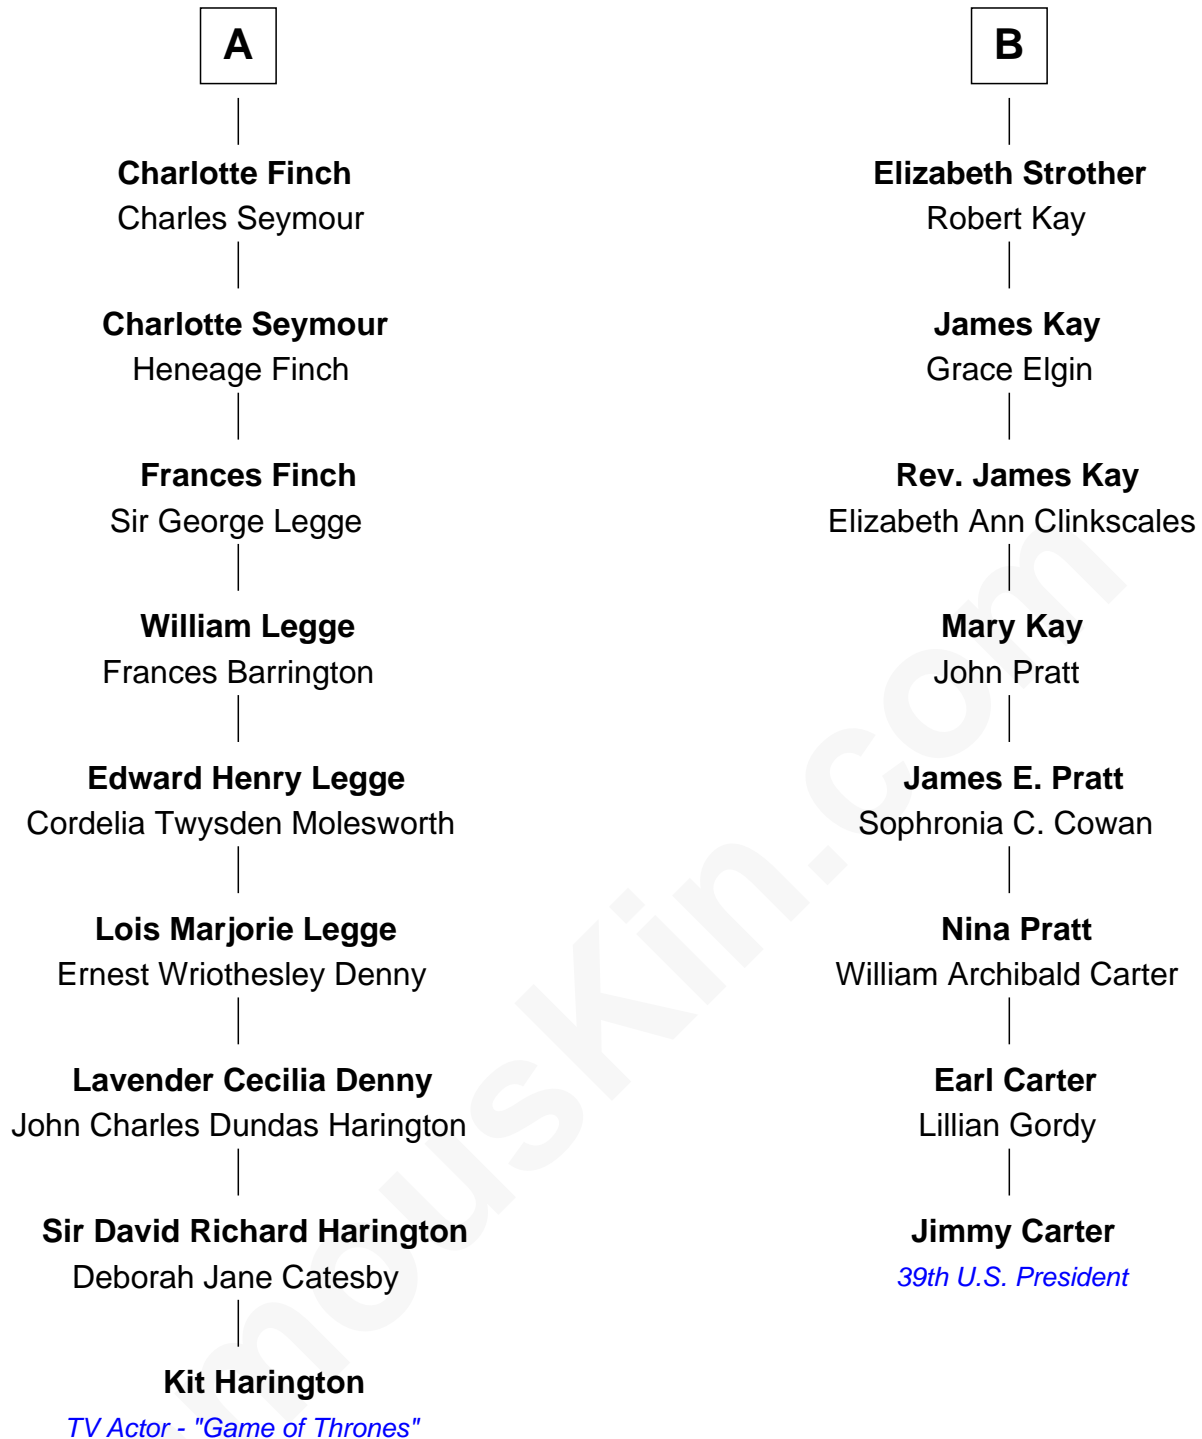 A
Charlotte Finch
Charles Seymour
Charlotte Seymour
Heneage Finch
Frances Finch
Sir George Legge
William Legge
Frances Barrington
Edward Henry Legge
Cordelia Twysden Molesworth
Lois Marjorie Legge
Ernest Wriothesley Denny
Lavender Cecilia Denny
John Charles Dundas Harington
Sir David Richard Harington
Deborah Jane Catesby
Kit Harington
TV Actor - "Game of Thrones"
B
Elizabeth Strother
Robert Kay
James Kay
Grace Elgin
Rev. James Kay
Elizabeth Ann Clinkscales
Mary Kay
John Pratt
James E. Pratt
Sophronia C. Cowan
Nina Pratt
William Archibald Carter
Earl Carter
Lillian Gordy
Jimmy Carter
39th U.S. President
mousKin.com